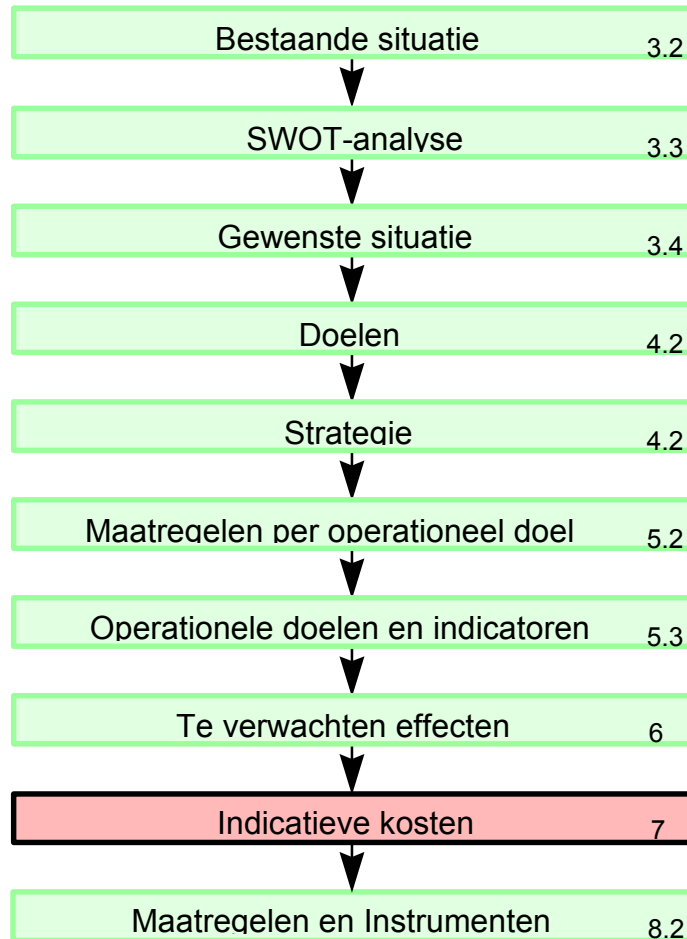 Bestaande situatie 3.2
SWOT-analyse 3.3
Gewenste situatie 3.4
Doelen 4.2
Strategie 4.2
Maatregelen per operationeel doel 5.2
Operationele doelen en indicatoren 5.3
Te verwachten effecten 6
Indicatieve kosten 7
Maatregelen en Instrumenten 8.2